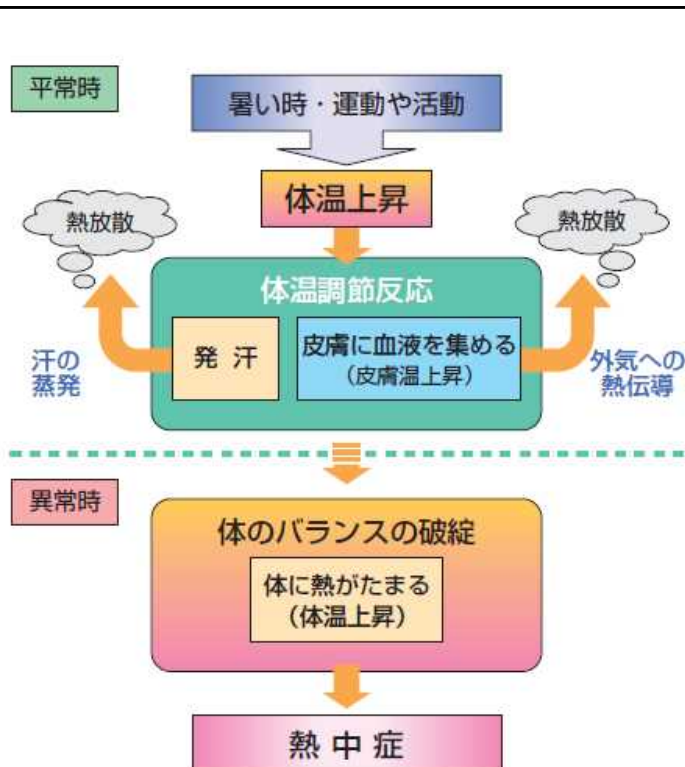 平常時
暑い時・運動や活動
体温上昇
熱放散
熱放散
体温調節反応
発 汗
皮膚に血液を集める
（皮膚温上昇）
汗の
蒸発
外気への
熱伝導
異常時
体のバランスの破綻
体に熱がたまる
（体温上昇）
熱 中 症